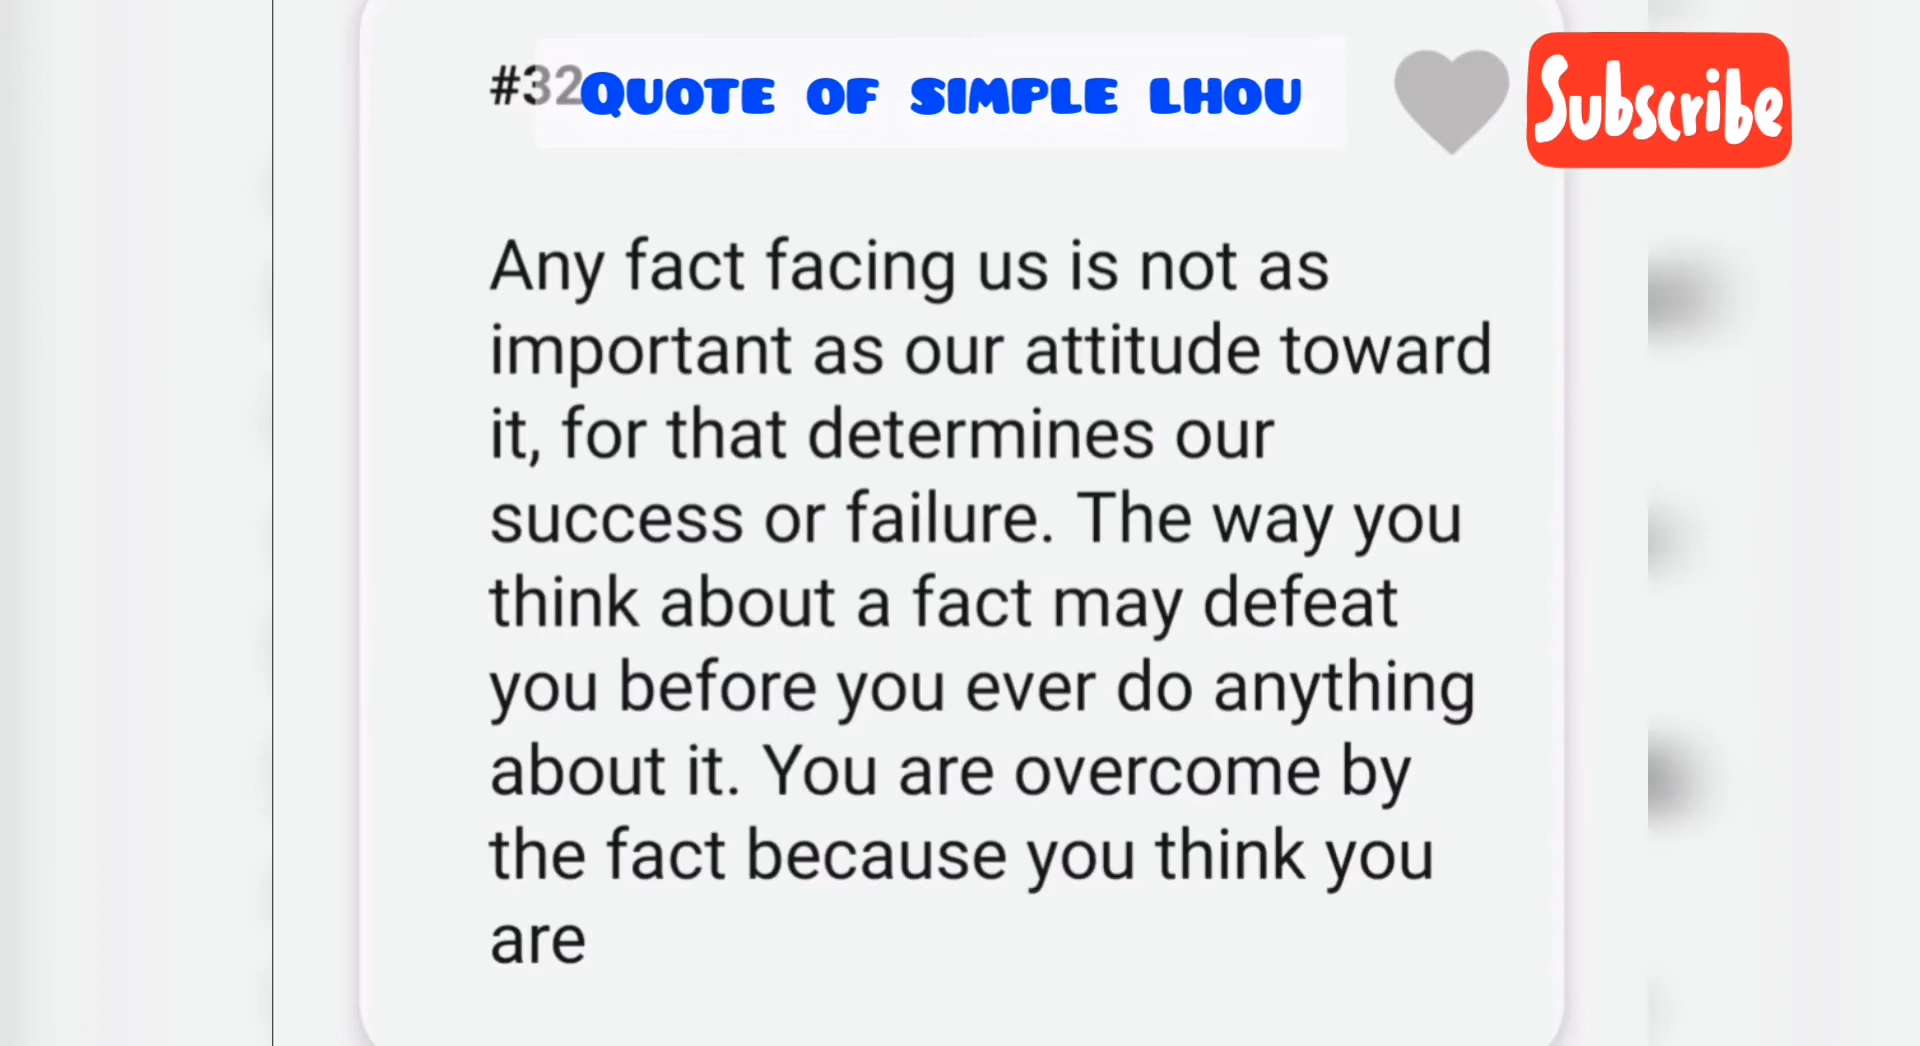 #32 QUOTE OF SIMPLE LHOU
Subscribe
Any fact facing us is not as
important as our attitude toward
it, for that determines our
success or failure. The way you
think about a fact may defeat
you before you ever do anything
about it. You are overcome by
the fact because you think you
are